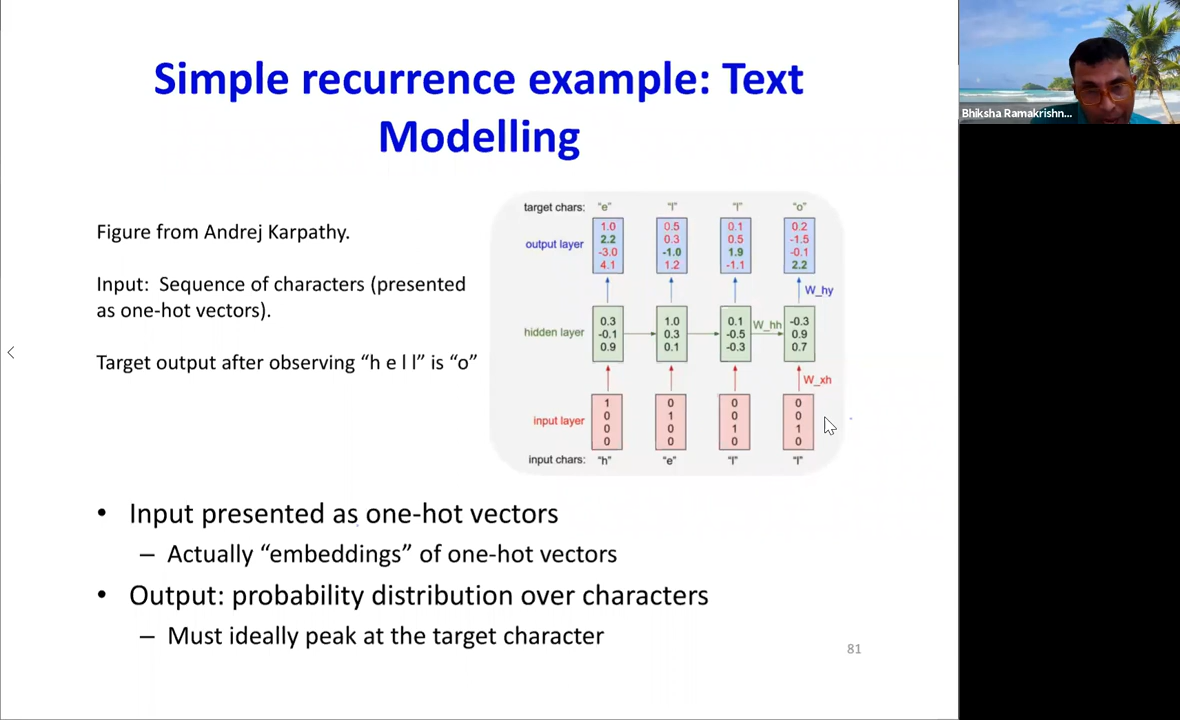 Simple recurrence example: Text
Modelling
Bhiksha Ramakrishn...
Figure from Andrej Karpathy.
Input: Sequence of characters (presented
as one-hot vectors).
Target output after observing “h e l l” is “o”
target chars: “e” “l” “l” “o”
output layer
1.0 0.5 0.1 0.2
2.2 0.3 0.5 -1.5
-3.0 -1.0 1.9 -0.1
4.1 1.2 -1.1 2.2
W_hy
hidden layer
0.3 1.0 0.1 -0.3
-0.1 0.3 -0.5 W_hh 0.9
0.9 0.1 -0.3 0.7
W_xh
input layer
1 0 0 0
0 1 0 0
0 0 1 1
0 0 0 0
input chars: “h” “e” “l” “l”
• Input presented as one-hot vectors
– Actually “embeddings” of one-hot vectors
• Output: probability distribution over characters
– Must ideally peak at the target character
81